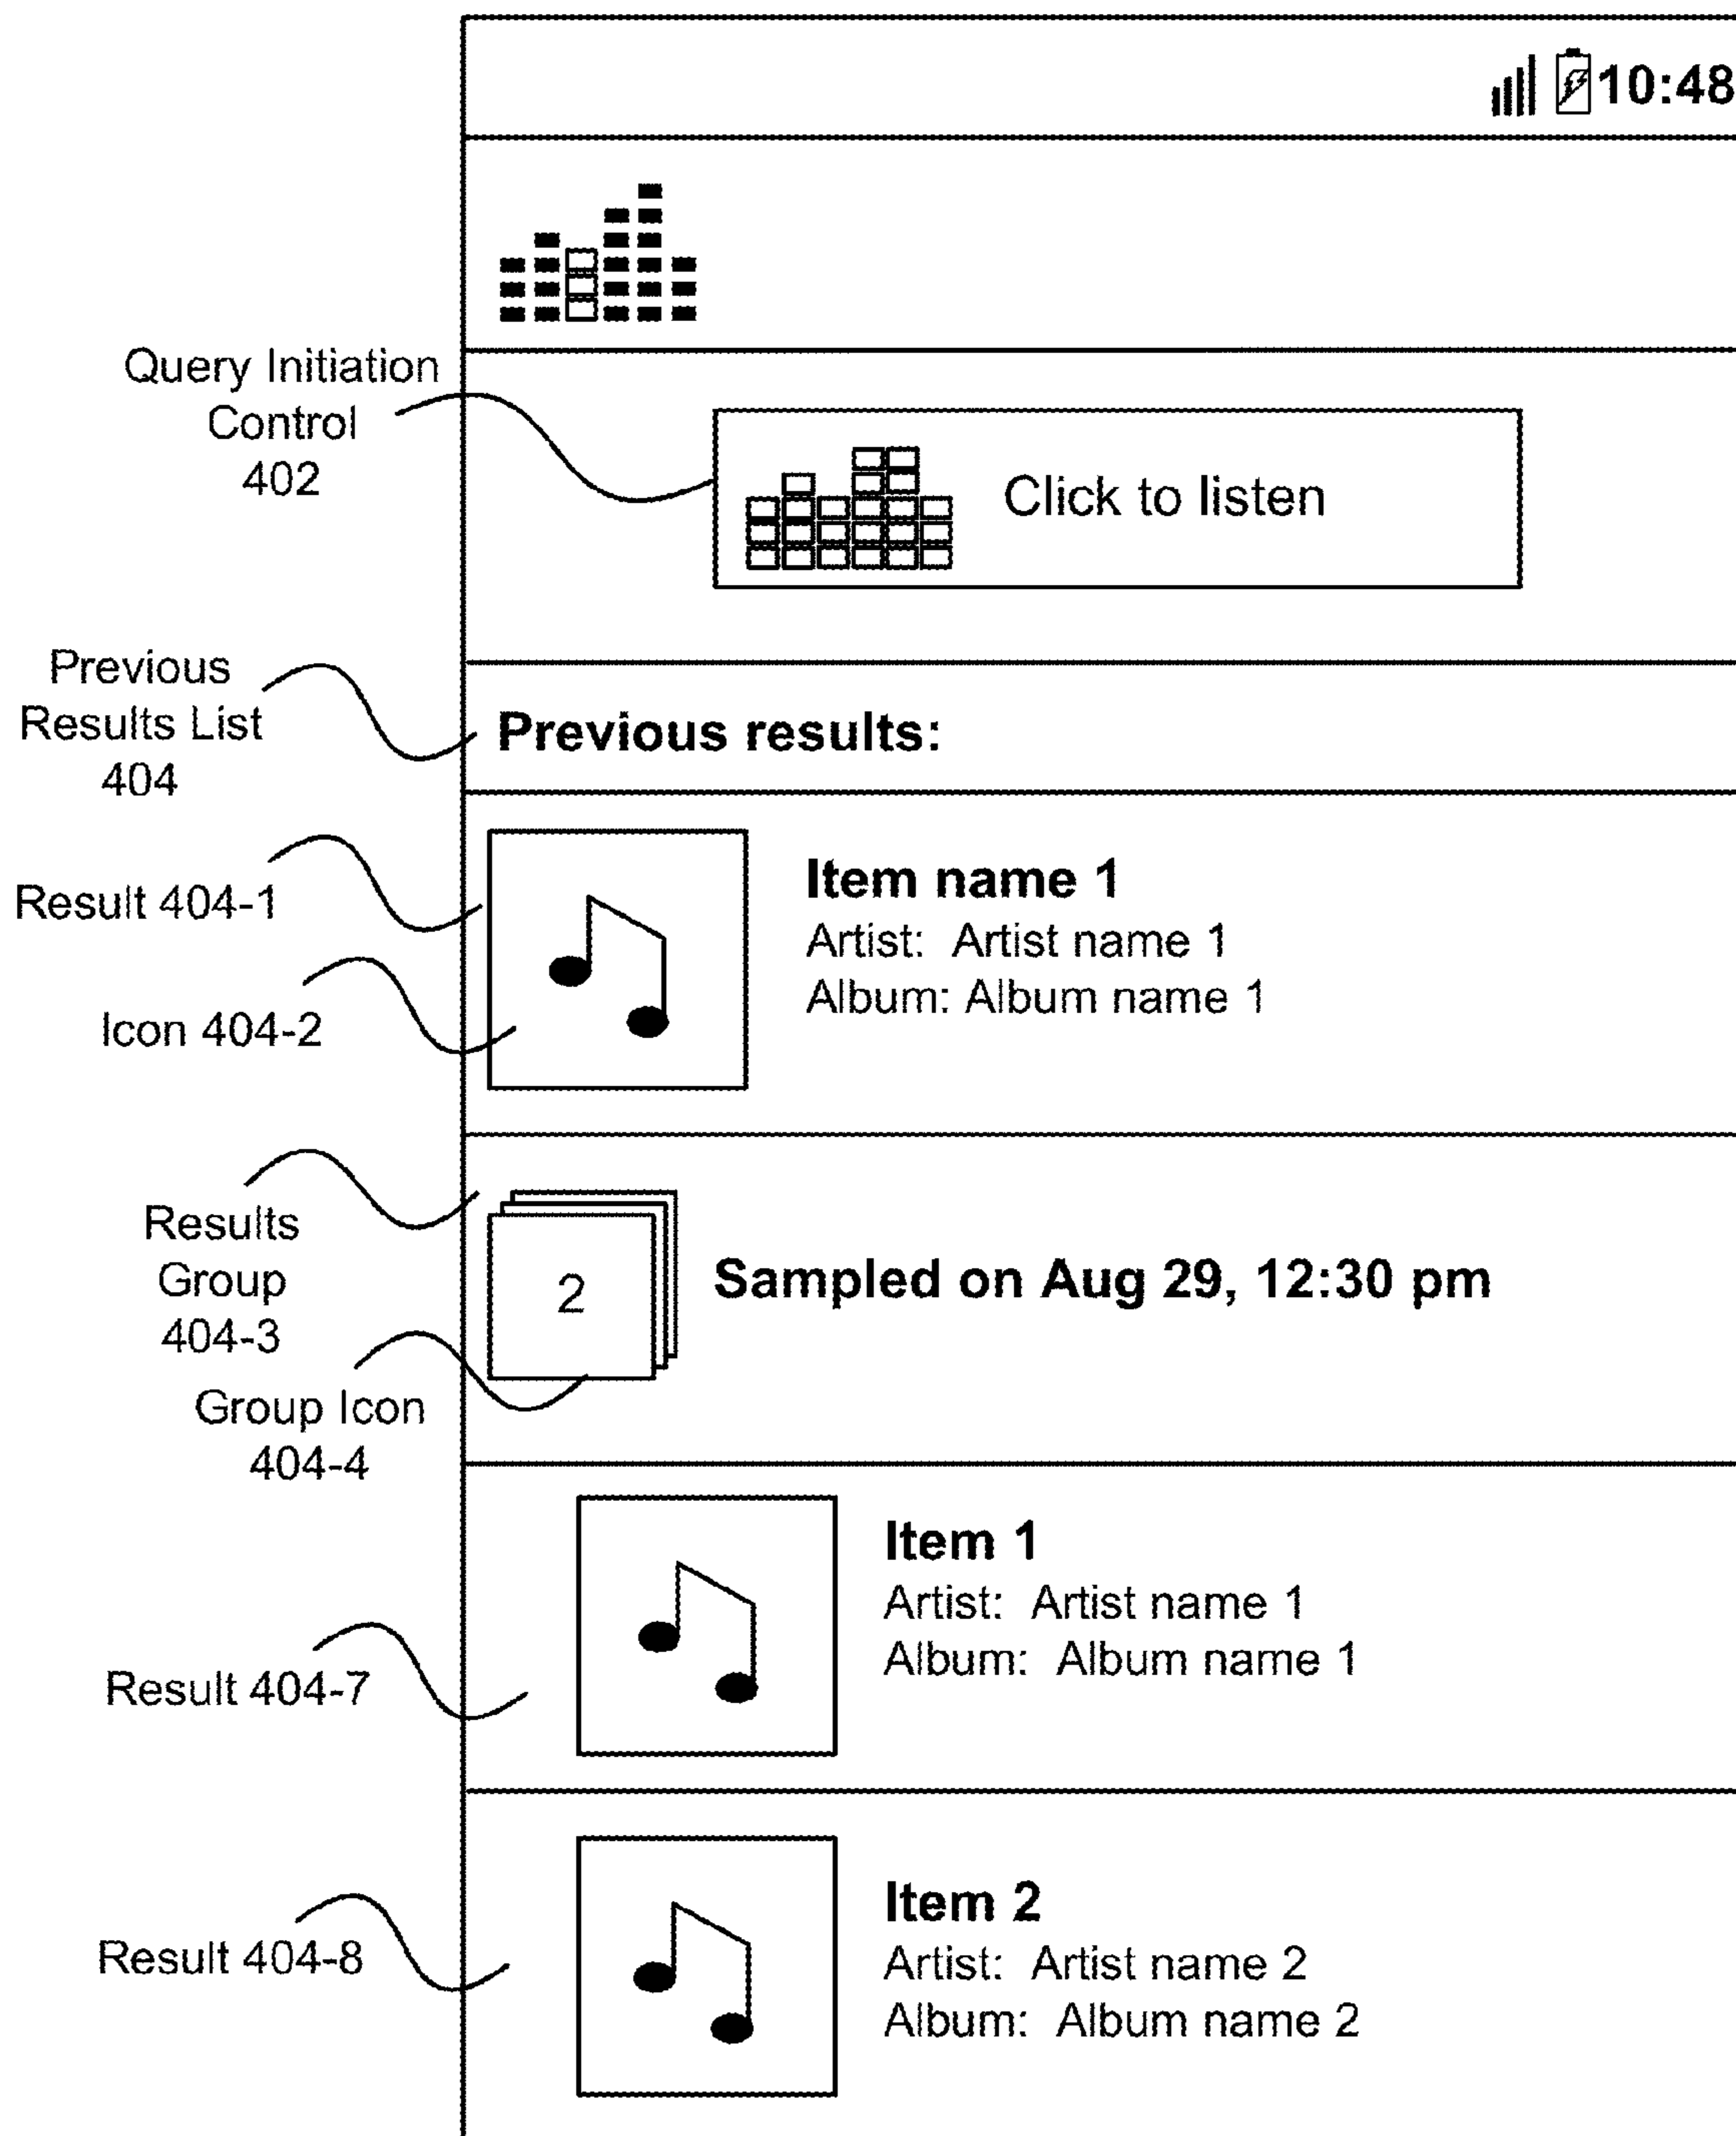 10:48
Query Initiation
Control
402
Click to listen
Previous
Results List
404
Previous results:
Result 404-1
Item name 1
Artist: Artist name 1
Album: Album name 1
Icon 404-2
Results
Group
404-3
2
Sampled on Aug 29, 12:30 pm
Group Icon
404-4
Item 1
Artist: Artist name 1
Album: Album name 1
Result 404-7
Item 2
Artist: Artist name 2
Album: Album name 2
Result 404-8